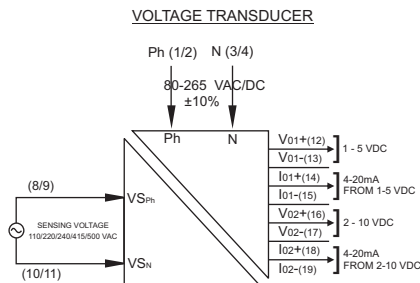 VOLTAGE TRANSDUCER
Ph (1/2) N (3/4)
80-265 VAC/DC
±10%
Ph N
V01+(12)
V01-(13)
1 - 5 VDC
I01+(14)
I01-(15)
4-20mA
FROM 1-5 VDC
V02+(16)
V02-(17)
2 - 10 VDC
I02+(18)
I02-(19)
4-20mA
FROM 2-10 VDC
(8/9)
VSPh
SENSING VOLTAGE
110/220/240/415/500 VAC
VSN
(10/11)